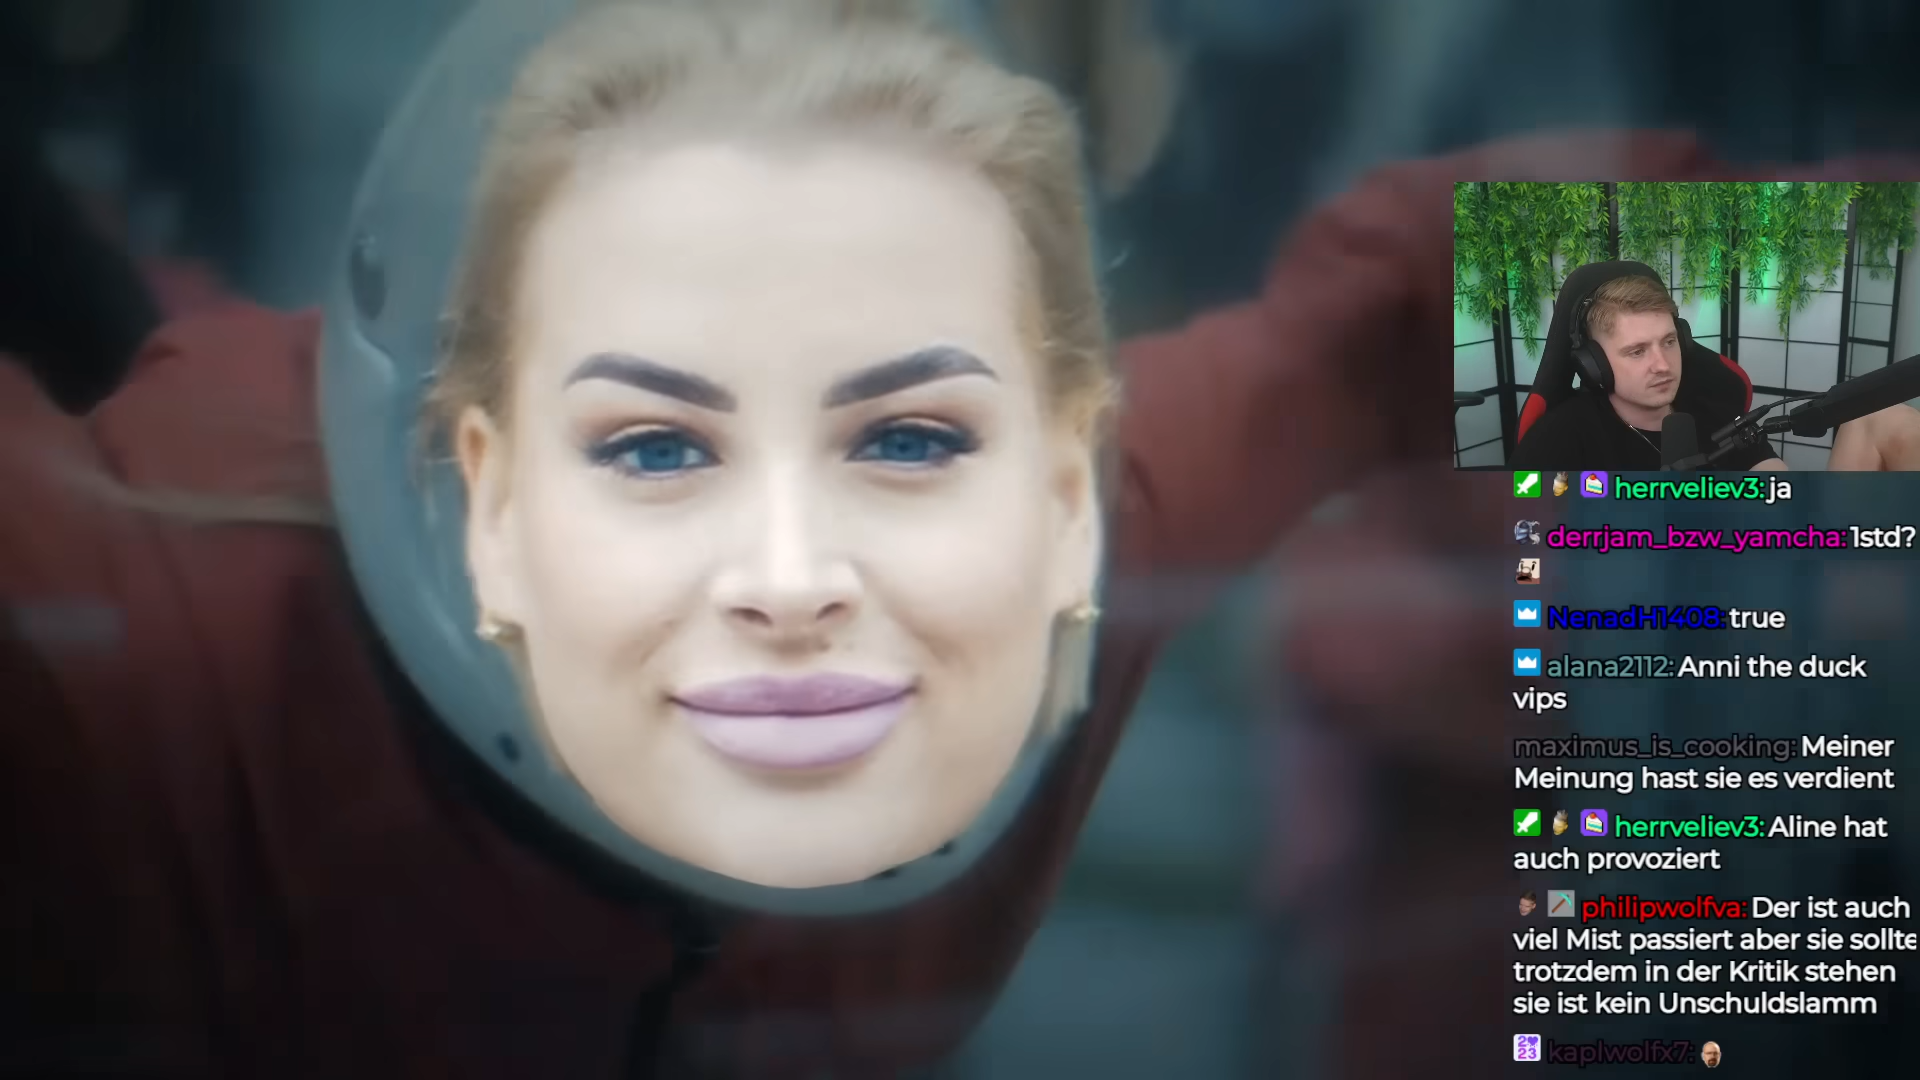 herrveliev3: ja
derrjam_bzw_yamcha: 1std?
NenadH1408: true
alana2112: Anni the duck
vips
maximus_is_cooking: Meiner
Meinung hast sie es verdient
herrveliev3: Aline hat
auch provoziert
philipwolfva: Der ist auch
viel Mist passiert aber sie sollte
trotzdem in der Kritik stehen
sie ist kein Unschuldslamm
kaplwolfx7: